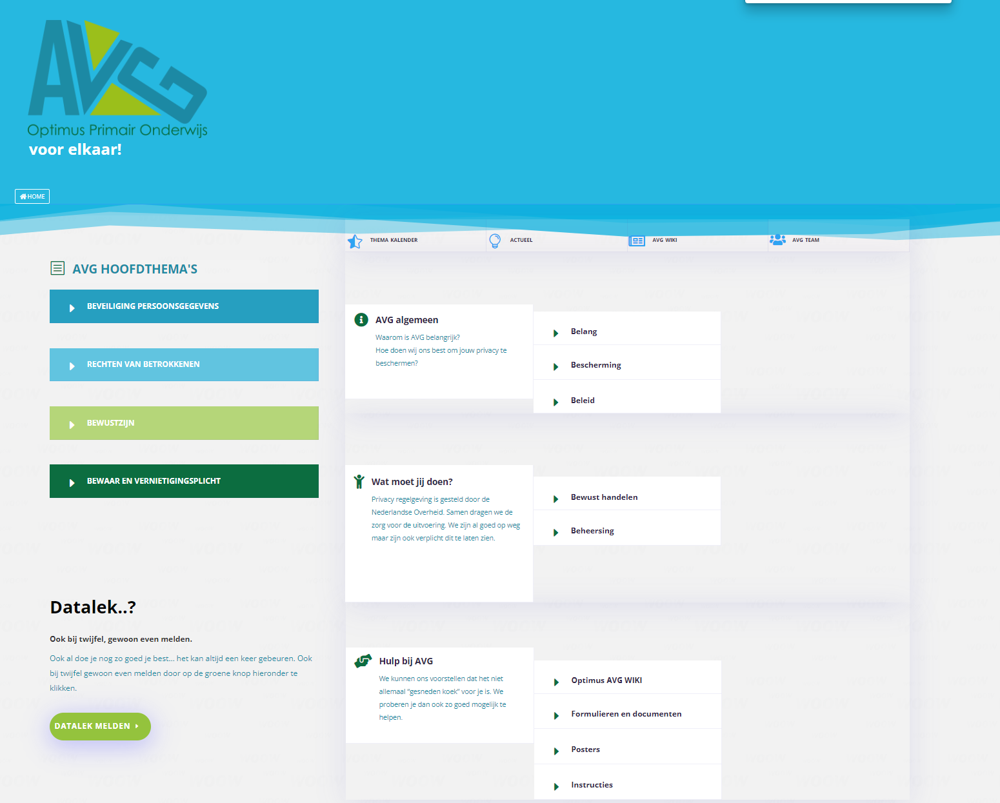 AVG
Optimus Primair Onderwijs
voor elkaar!
HOME
THEMA KALENDER
ACTUEEL
AVG WIKI
AVG TEAM
AVG HOOFDTHEMA'S
BEVEILIGING PERSOONSGEGEVENS
RECHTEN VAN BETROKKENEN
BEWUSTZIJN
BEWAAR EN VERNIETIGINGSPLICHT
Datalek..?
Ook bij twijfel, gewoon even melden.
Ook al doe je nog zo goed je best... het kan altijd een keer gebeuren. Ook
bij twijfel gewoon even melden door op de groene knop hieronder te
klikken.
DATALEK MELDEN
AVG algemeen
Waarom is AVG belangrijk?
Hoe doen wij ons best om jouw privacy te
beschermen?
Belang
Bescherming
Beleid
Wat moet jij doen?
Privacy regelgeving is gesteld door de
Nederlandse Overheid. Samen dragen we de
zorg voor de uitvoering. We zijn al goed op weg
maar zijn ook verplicht dit te laten zien.
Bewust handelen
Beheersing
Hulp bij AVG
We kunnen ons voorstellen dat het niet
allemaal “gesneden koek” voor je is. We
proberen je dan ook zo goed mogelijk te
helpen.
Optimus AVG WIKI
Formulieren en documenten
Posters
Instructies